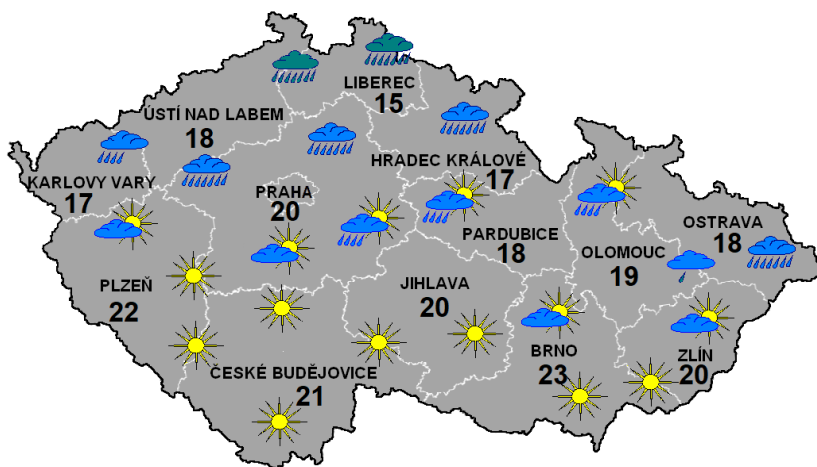 LIBEREC
15
ÚSTÍ NAD LABEM
18
HRADEC KRÁLOVÉ
17
KARLOVY VARY
17
PRAHA
20
PARDUBICE
18
OSTRAVA
18
OLOMOUC
19
PLZEŇ
22
JIHLAVA
20
BRNO
23
ZLÍN
20
ČESKÉ BUDĚJOVICE
21